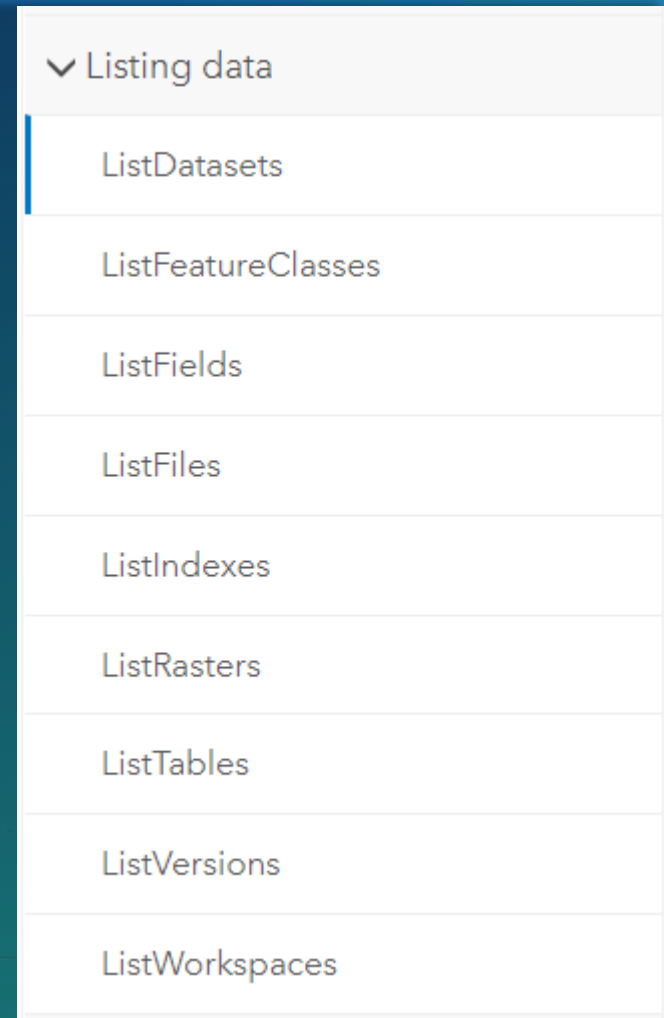 Listing data
ListDatasets
ListFeatureClasses
ListFields
ListFiles
ListIndexes
ListRasters
ListTables
ListVersions
ListWorkspaces